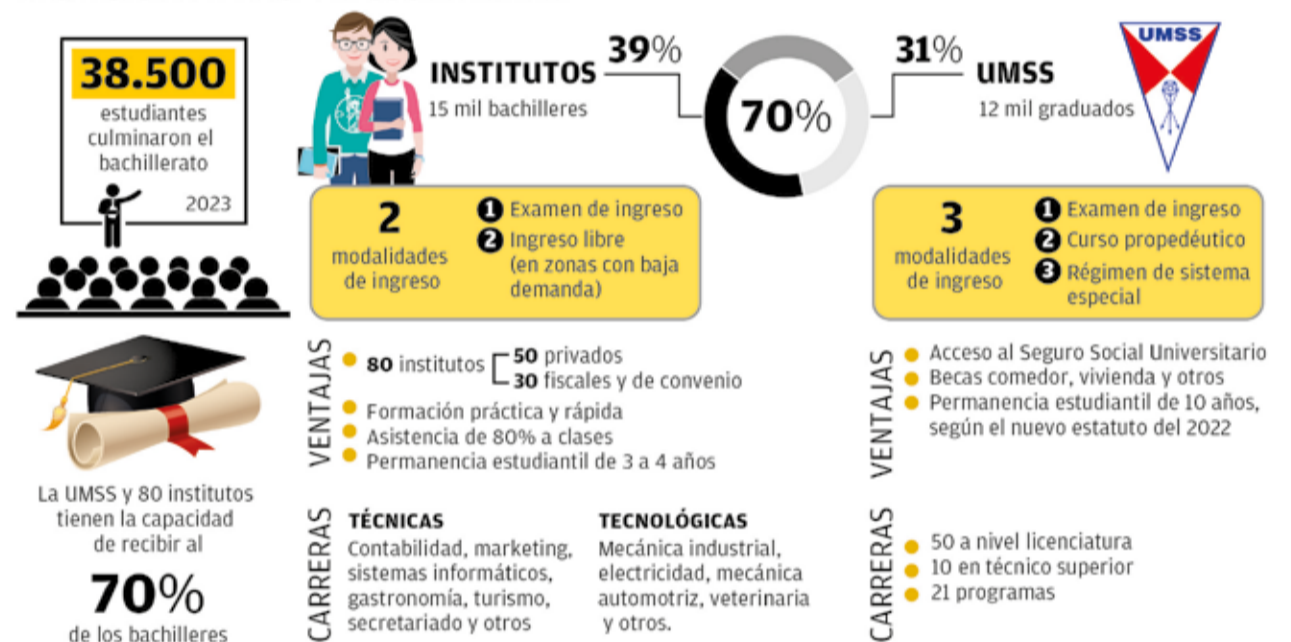 38.500
estudiantes
culminaron el
bachillerato
2023
La UMSS y 80 institutos
tienen la capacidad
de recibir al
70%
de los bachilleres
INSTITUTOS
15 mil bachilleres
39%
70%
31%
UMSS
12 mil graduados
UMSS
2
modalidades
de ingreso
1 Examen de ingreso
2 Ingreso libre
(en zonas con baja
demanda)
3
modalidades
de ingreso
1 Examen de ingreso
2 Curso propedéutico
3 Régimen de sistema
especial
VENTAJAS
80 institutos
50 privados
30 fiscales y de convenio
Formación práctica y rápida
Asistencia de 80% a clases
Permanencia estudiantil de 3 a 4 años
VENTAJAS
Acceso al Seguro Social Universitario
Becas comedor, vivienda y otros
Permanencia estudiantil de 10 años,
según el nuevo estatuto del 2022
CARRERAS
TÉCNICAS
Contabilidad, marketing,
sistemas informáticos,
gastronomía, turismo,
secretariado y otros
TECNOLÓGICAS
Mecánica industrial,
electricidad, mecánica
automotriz, veterinaria
y otros.
CARRERAS
50 a nivel licenciatura
10 en técnico superior
21 programas